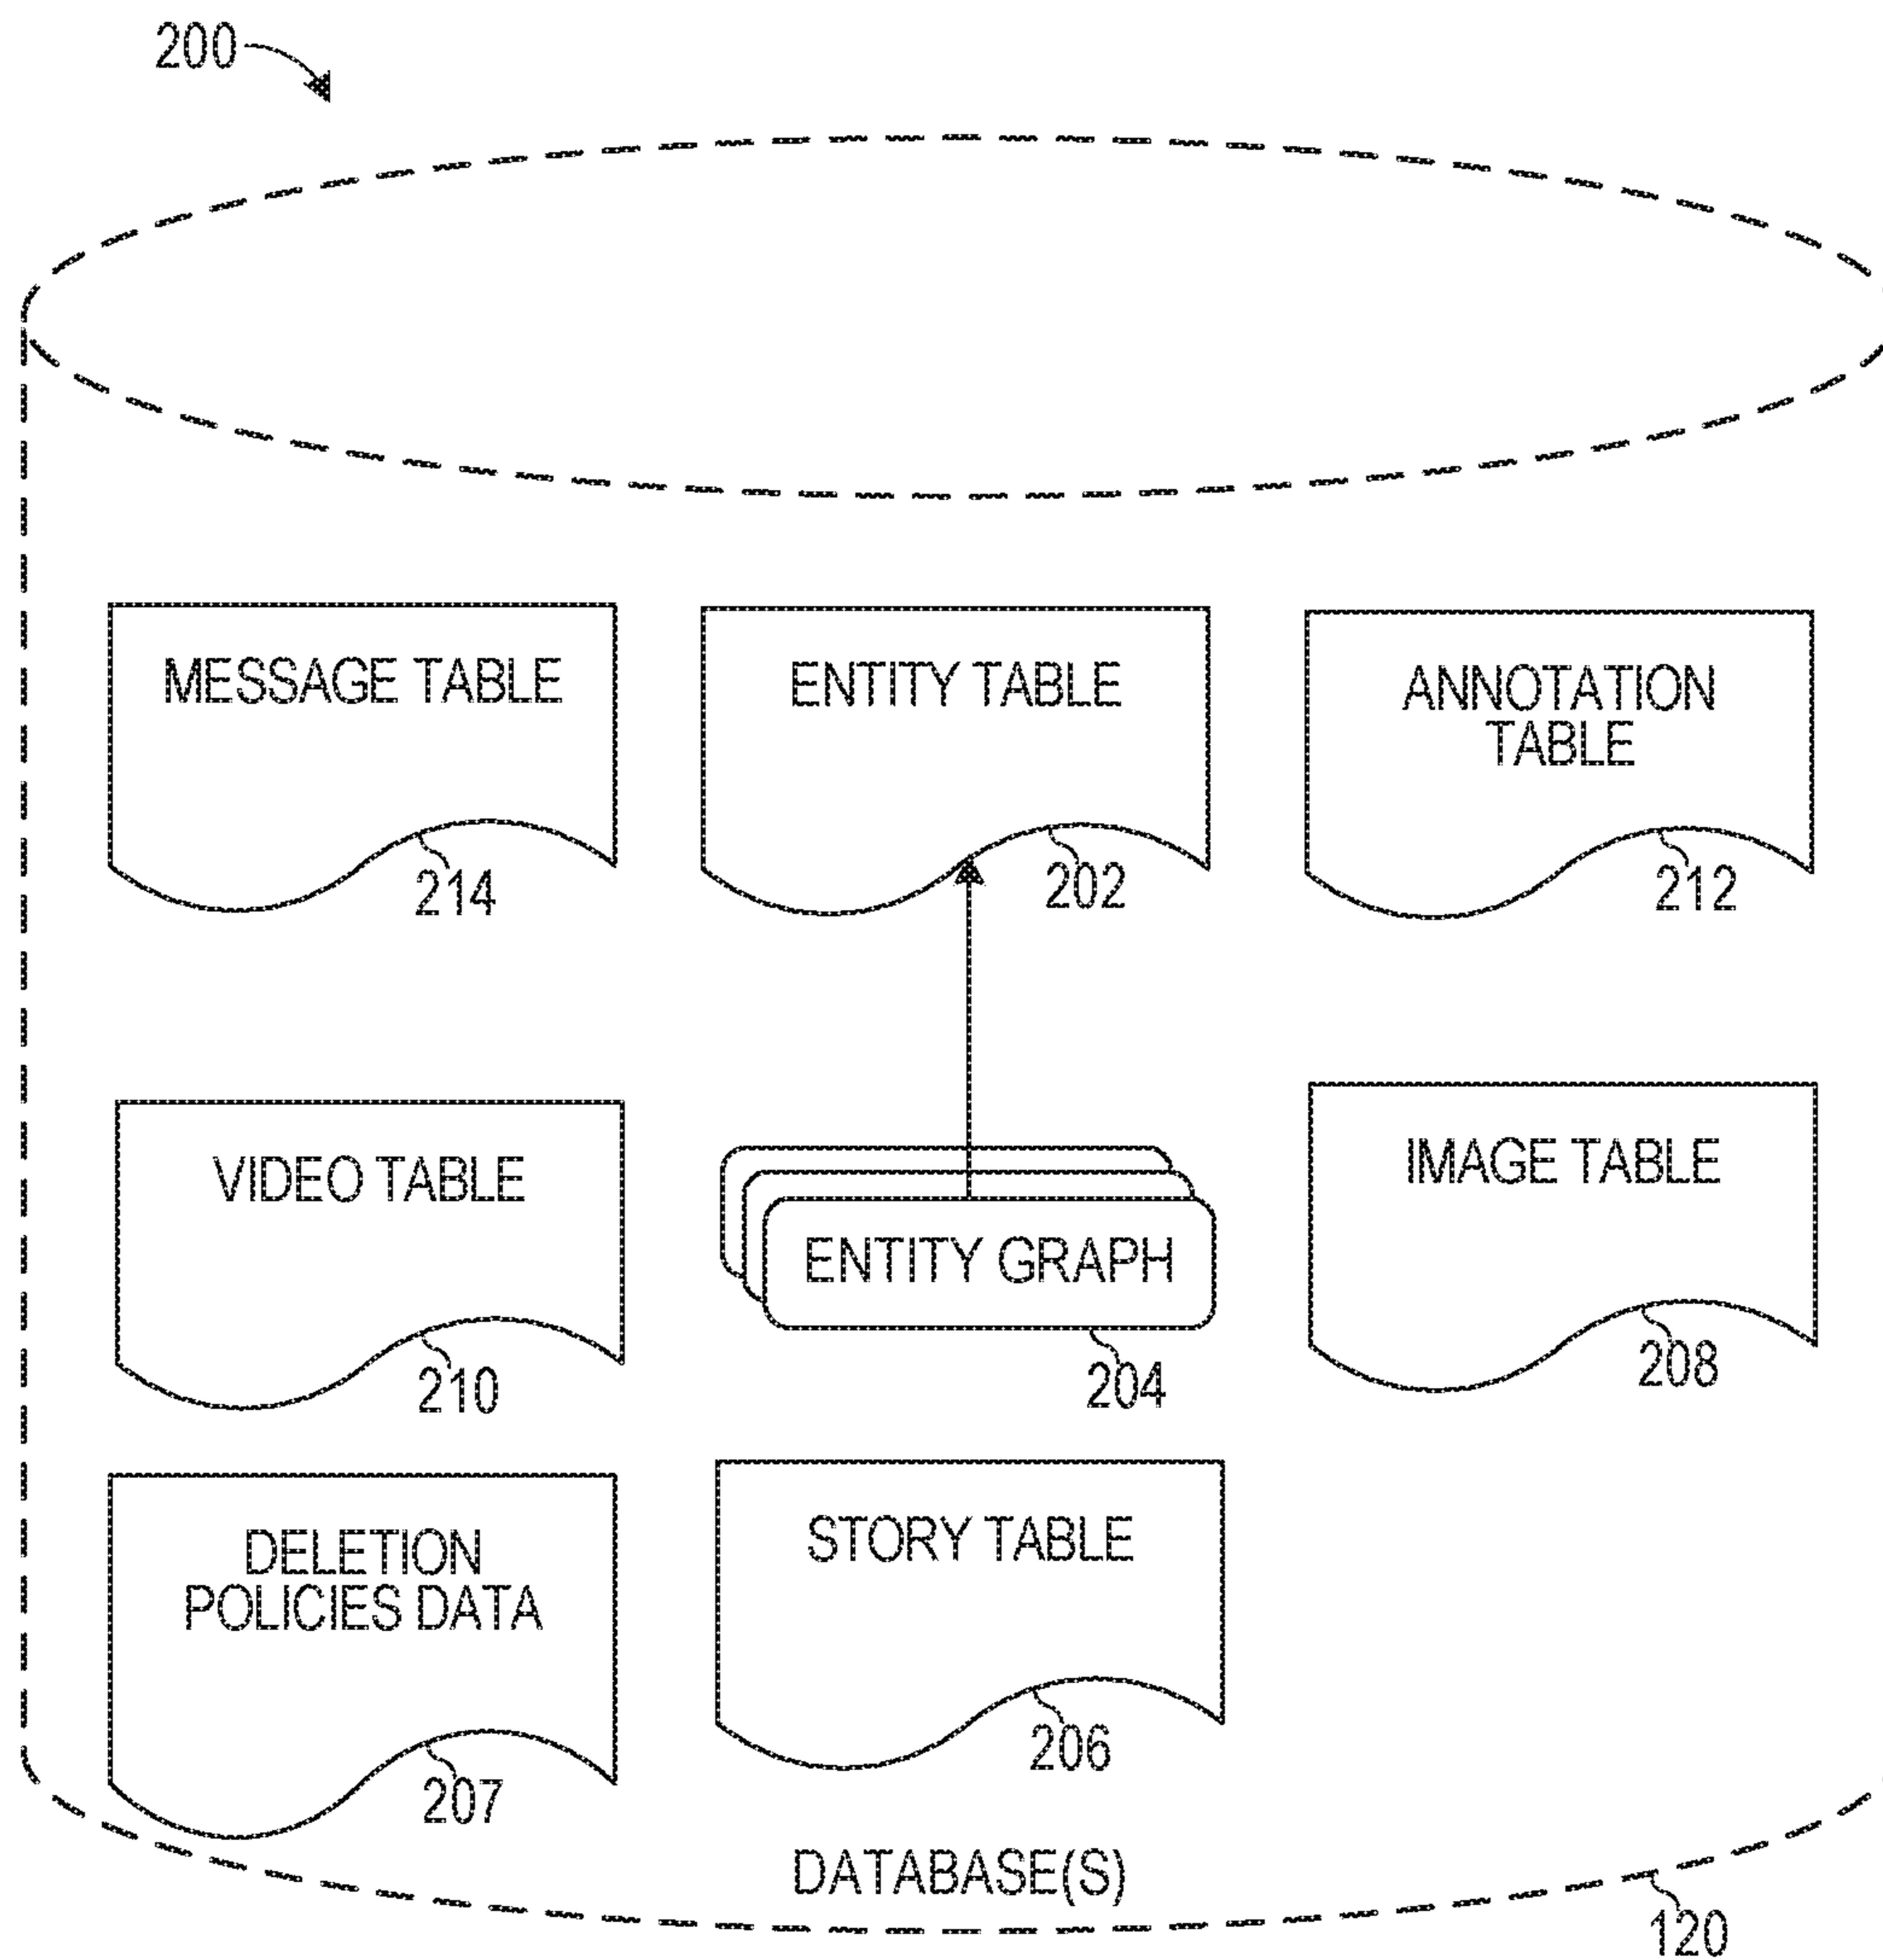 200
MESSAGE TABLE
214
ENTITY TABLE
202
ANNOTATION
TABLE
212
VIDEO TABLE
210
ENTITY GRAPH
204
IMAGE TABLE
208
DELETION
POLICIES DATA
207
STORY TABLE
206
DATABASE(S)
120